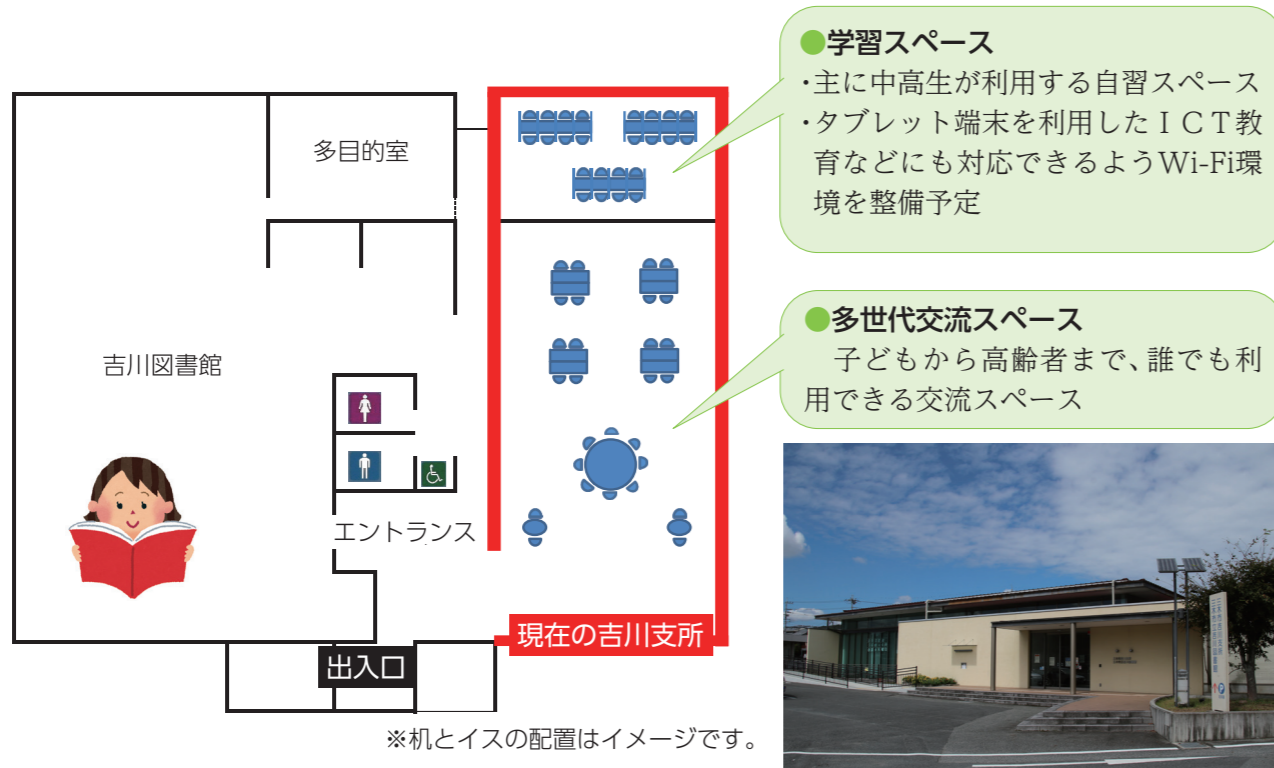 ●学習スペース
・主に中高生が利用する自習スペース
・タブレット端末を利用したＩＣＴ教
育などにも対応できるようWi-Fi環
境を整備予定
多目的室
●多世代交流スペース
子どもから高齢者まで、誰でも利
用できる交流スペース
吉川図書館
エントランス
現在の吉川支所
出入口
※机とイスの配置はイメージです。